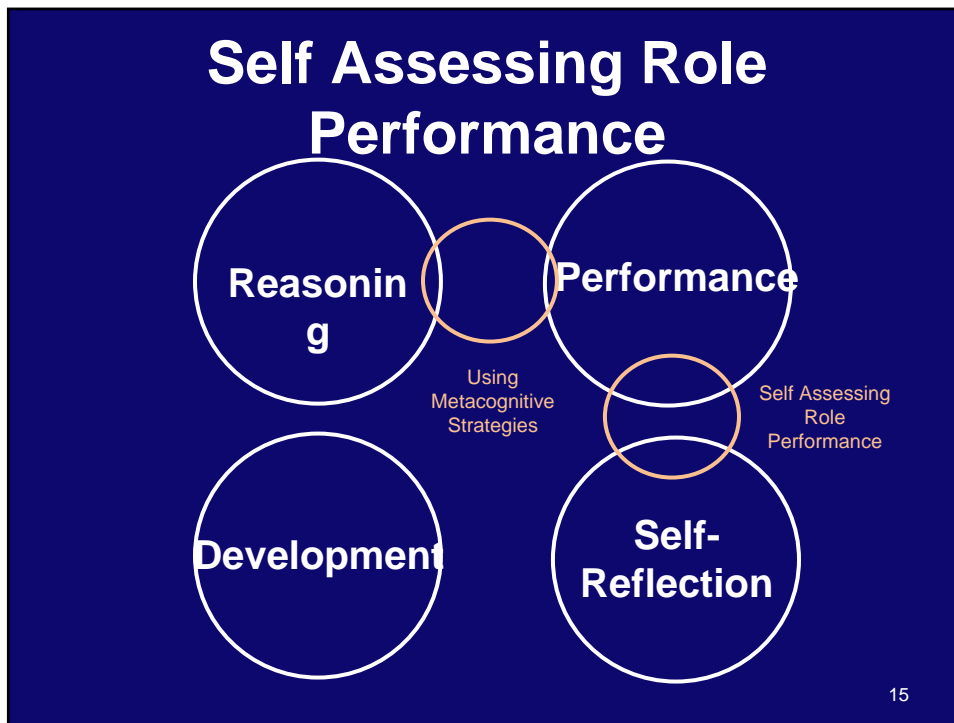 Self Assessing Role
Performance
Reasonin
g
Performance
Using
Metacognitive
Strategies
Self Assessing
Role
Performance
Development
Self-
Reflection
15